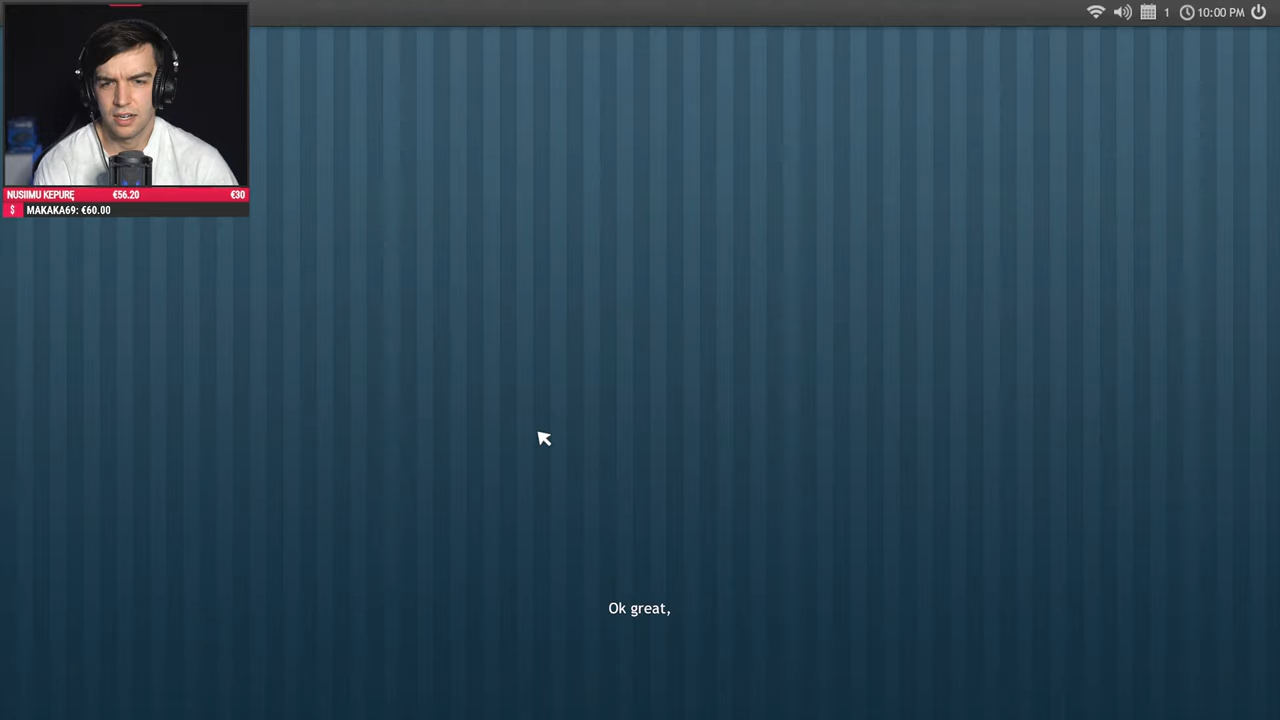 1 10:00 PM
NUSIIMU KEPURĘ €56.20 €30
$ MAKAKA69: €60.00
Ok great,